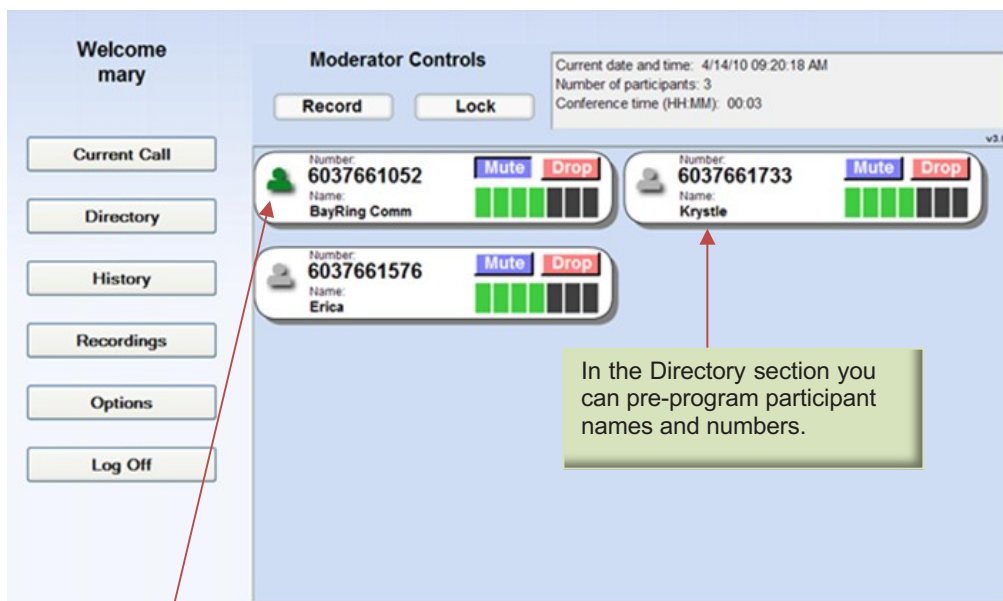 Welcome
mary
Current Call
Directory
History
Recordings
Options
Log Off
Moderator Controls
Record
Lock
Current date and time: 4/14/10 09:20:18 AM
Number of participants: 3
Conference time (HH:MM): 00:03
Number:
6037661052
Name:
BayRing Comm
Mute
Drop
Number:
6037661733
Name:
Krystle
Mute
Drop
Number:
6037661576
Name:
Erica
Mute
Drop
In the Directory section you
can pre-program participant
names and numbers.